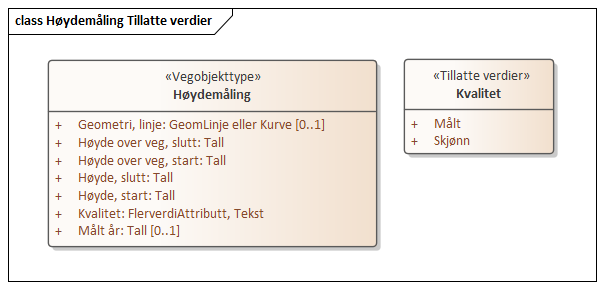 class Høydemåling Tillatte verdier
«Vegobjekttype»
Høydemåling
+ Geometri, linje: GeomLinje eller Kurve [0..1]
+ Høyde over veg, slutt: Tall
+ Høyde over veg, start: Tall
+ Høyde, slutt: Tall
+ Høyde, start: Tall
+ Kvalitet: FlerverdiAttributt, Tekst
+ Målt år: Tall [0..1]
«Tillatte verdier»
Kvalitet
+ Målt
+ Skjønn